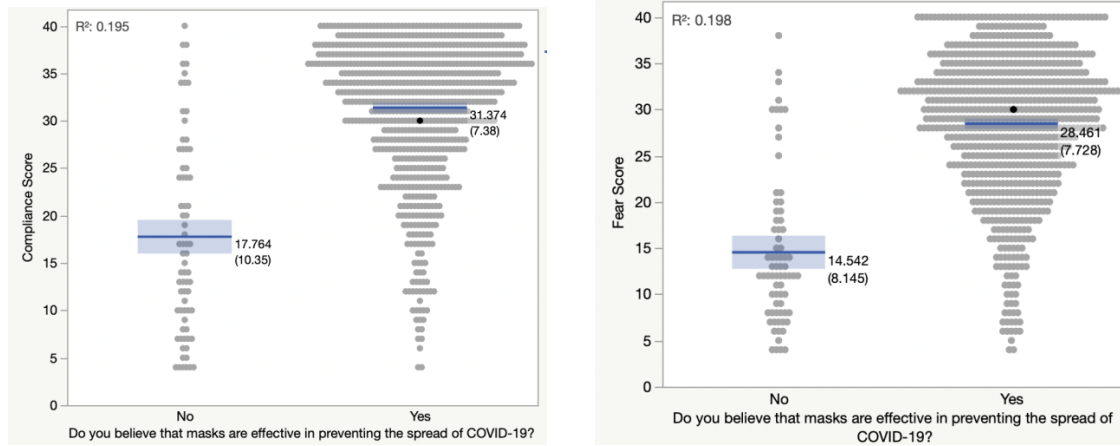 R²: 0.195
40
35
30
25
20
15
10
5
0
Compliance Score
17.764
(10.35)
31.374
(7.38)
No
Yes
Do you believe that masks are effective in preventing the spread of COVID-19?
R²: 0.198
40
35
30
25
20
15
10
5
0
Fear Score
14.542
(8.145)
28.461
(7.728)
No
Yes
Do you believe that masks are effective in preventing the spread of
COVID-19?